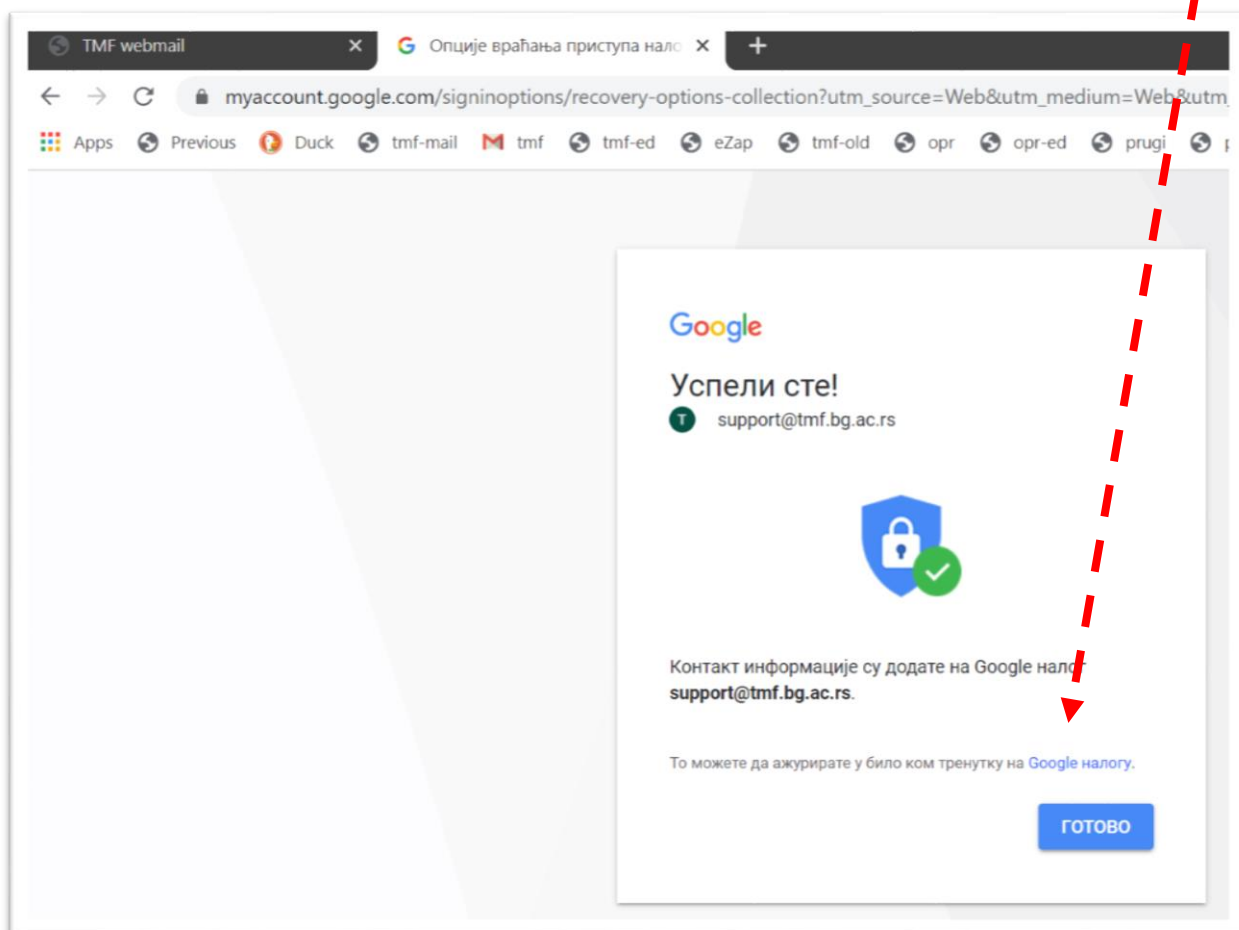 TMF webmail
Опције враћања приступа нало
myaccount.google.com/signinoptions/recovery-options-collection?utm_source=Web&utm_medium=Web&utm_
Apps Previous Duck tmf-mail tmf tmf-ed eZap tmf-old opr opr-ed prugi
Google
Успели сте!
T support@tmf.bg.ac.rs
Контакт информације су додате на Google налог
support@tmf.bg.ac.rs.
То можете да ажурирате у било ком тренутку на Google налогу.
ГОТОВО